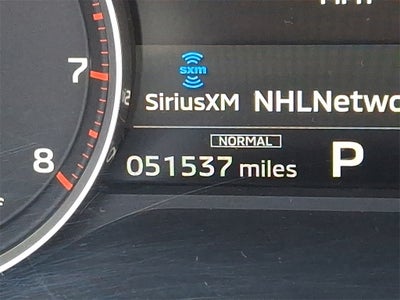 7
8
sxm
SiriusXM NHLNetwo
NORMAL
051537 miles P